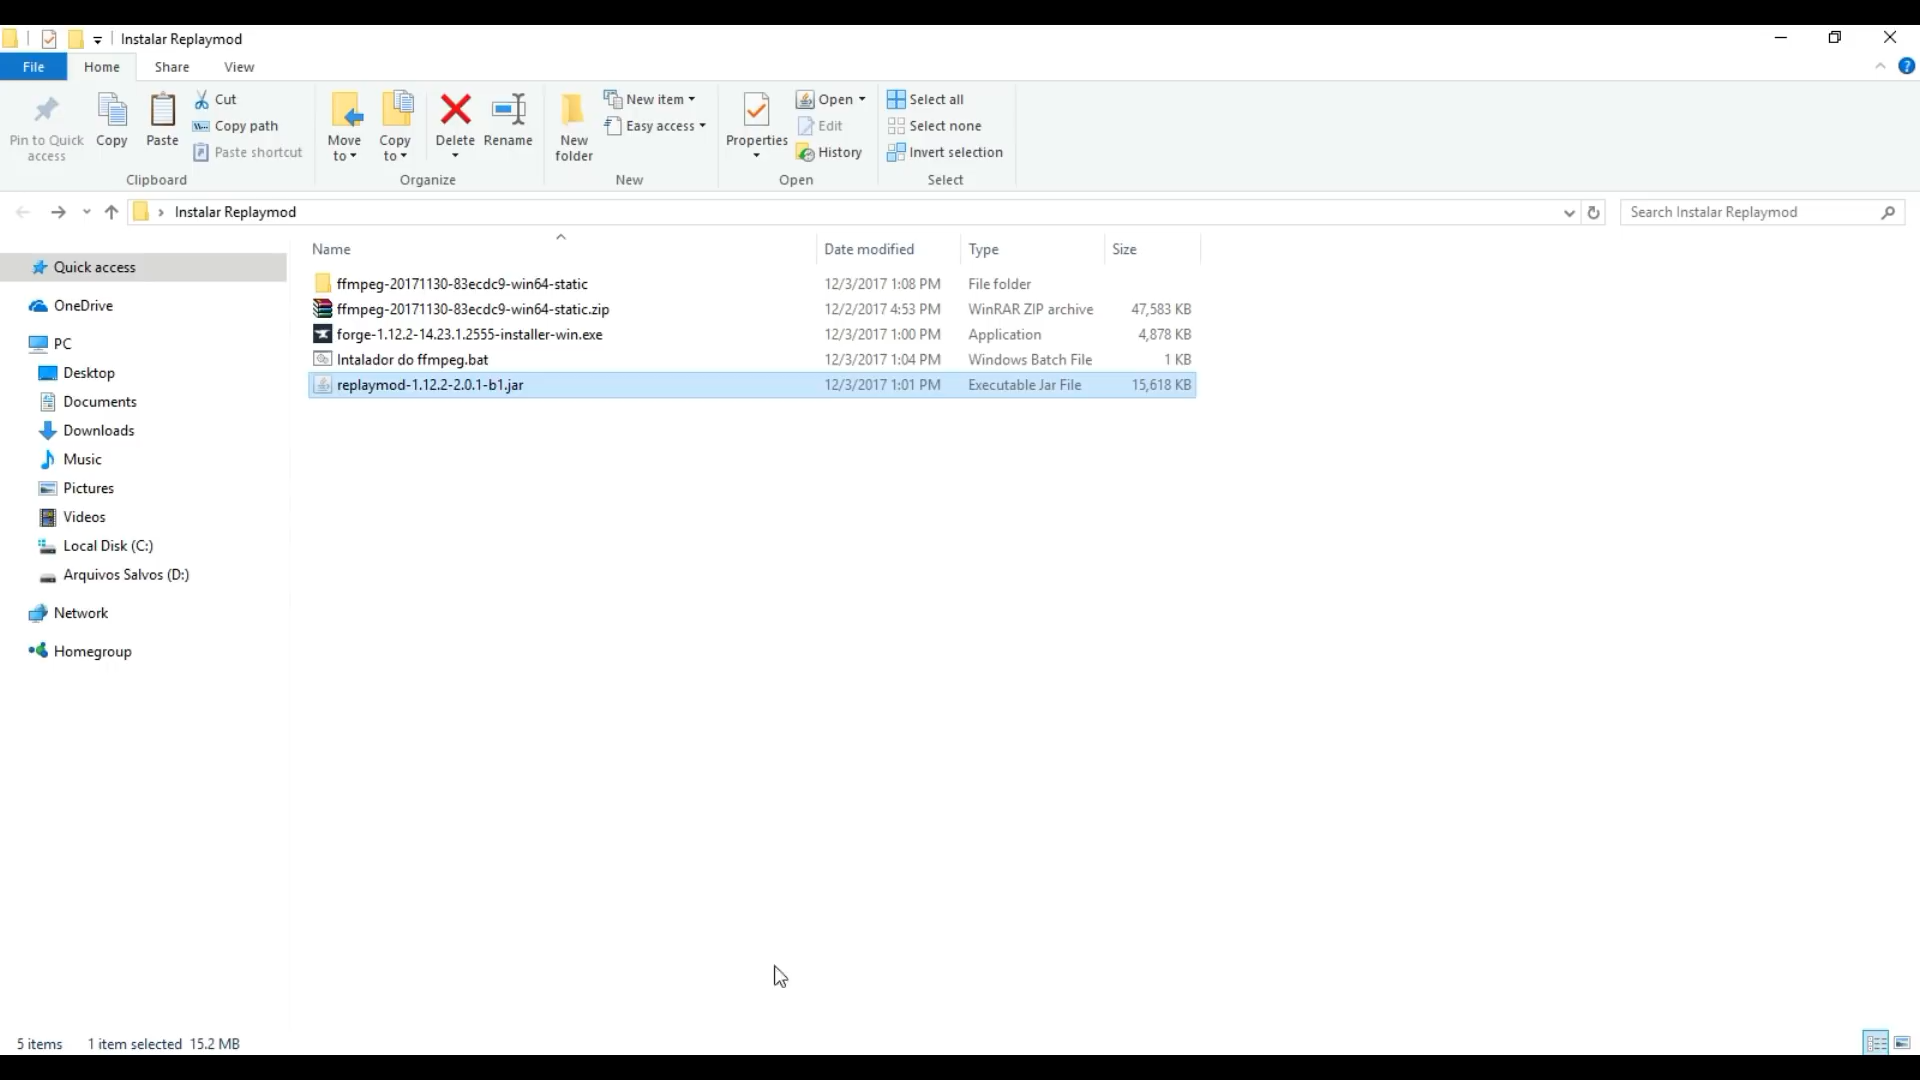 Instalar Replaymod
File Home Share View
Pin to Quick access
Copy
Paste
Cut
Copy path
Paste shortcut
Clipboard
Move to
Copy to
Delete
Rename
Organize
New folder
New item
Easy access
New
Properties
Open
Edit
History
Open
Select all
Select none
Invert selection
Select
Instalar Replaymod
Search Instalar Replaymod
Quick access
OneDrive
PC
Desktop
Documents
Downloads
Music
Pictures
Videos
Local Disk (C:)
Arquivos Salvos (D:)
Network
Homegroup
Name Date modified Type Size
ffmpeg-20171130-83ecdc9-win64-static 12/3/2017 1:08 PM File folder
ffmpeg-20171130-83ecdc9-win64-static.zip 12/2/2017 4:53 PM WinRAR ZIP archive 47,583 KB
forge-1.12.2-14.23.1.2555-installer-win.exe 12/3/2017 1:00 PM Application 4,878 KB
Intalador do ffmpeg.bat 12/3/2017 1:04 PM Windows Batch File 1 KB
replaymod-1.12.2-2.0.1-b1.jar 12/3/2017 1:01 PM Executable Jar File 15,618 KB
5 items 1 item selected 15.2 MB